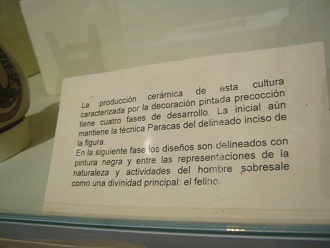 La producción cerámica de esta cultura
caracterizada por la decoración pintada precocción
tiene cuatro fases de desarrollo. La inicial aún
mantiene la técnica Paracas del delineado inciso de
la figura.
En la siguiente fase los diseños son delineados con
pintura negra y entre las representaciones de la
naturaleza y actividades del hombre sobresale
como una divinidad principal: el felino.